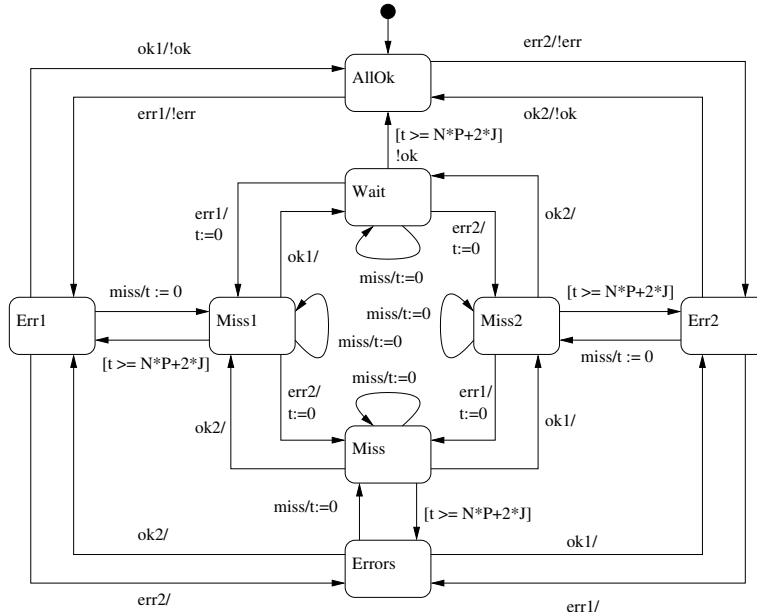 ok1/!ok
err2/!err
AllOk
err1/!err
ok2/!ok
[t >= N*P+2*J]
!ok
Wait
err1/
t:=0
err2/
t:=0
ok2/
ok1/
miss/t:=0
miss/t := 0
[t >= N*P+2*J]
Err1
Miss1
miss/t:=0
Miss2
Err2
miss/t:=0
[t >= N*P+2*J]
miss/t:=0
miss/t := 0
err2/
t:=0
err1/
t:=0
ok2/
ok1/
Miss
miss/t:=0
[t >= N*P+2*J]
ok2/
ok1/
Errors
err2/
err1/